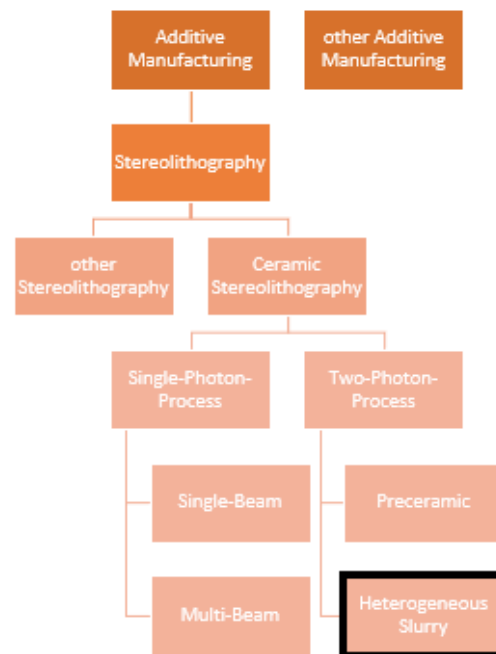 Additive
Manufacturing
other Additive
Manufacturing
Stereolithography
other
Stereolithography
Ceramic
Stereolithography
Single-Photon-
Process
Two-Photon-
Process
Single-Beam
Preceramic
Multi-Beam
Heterogeneous
Slurry